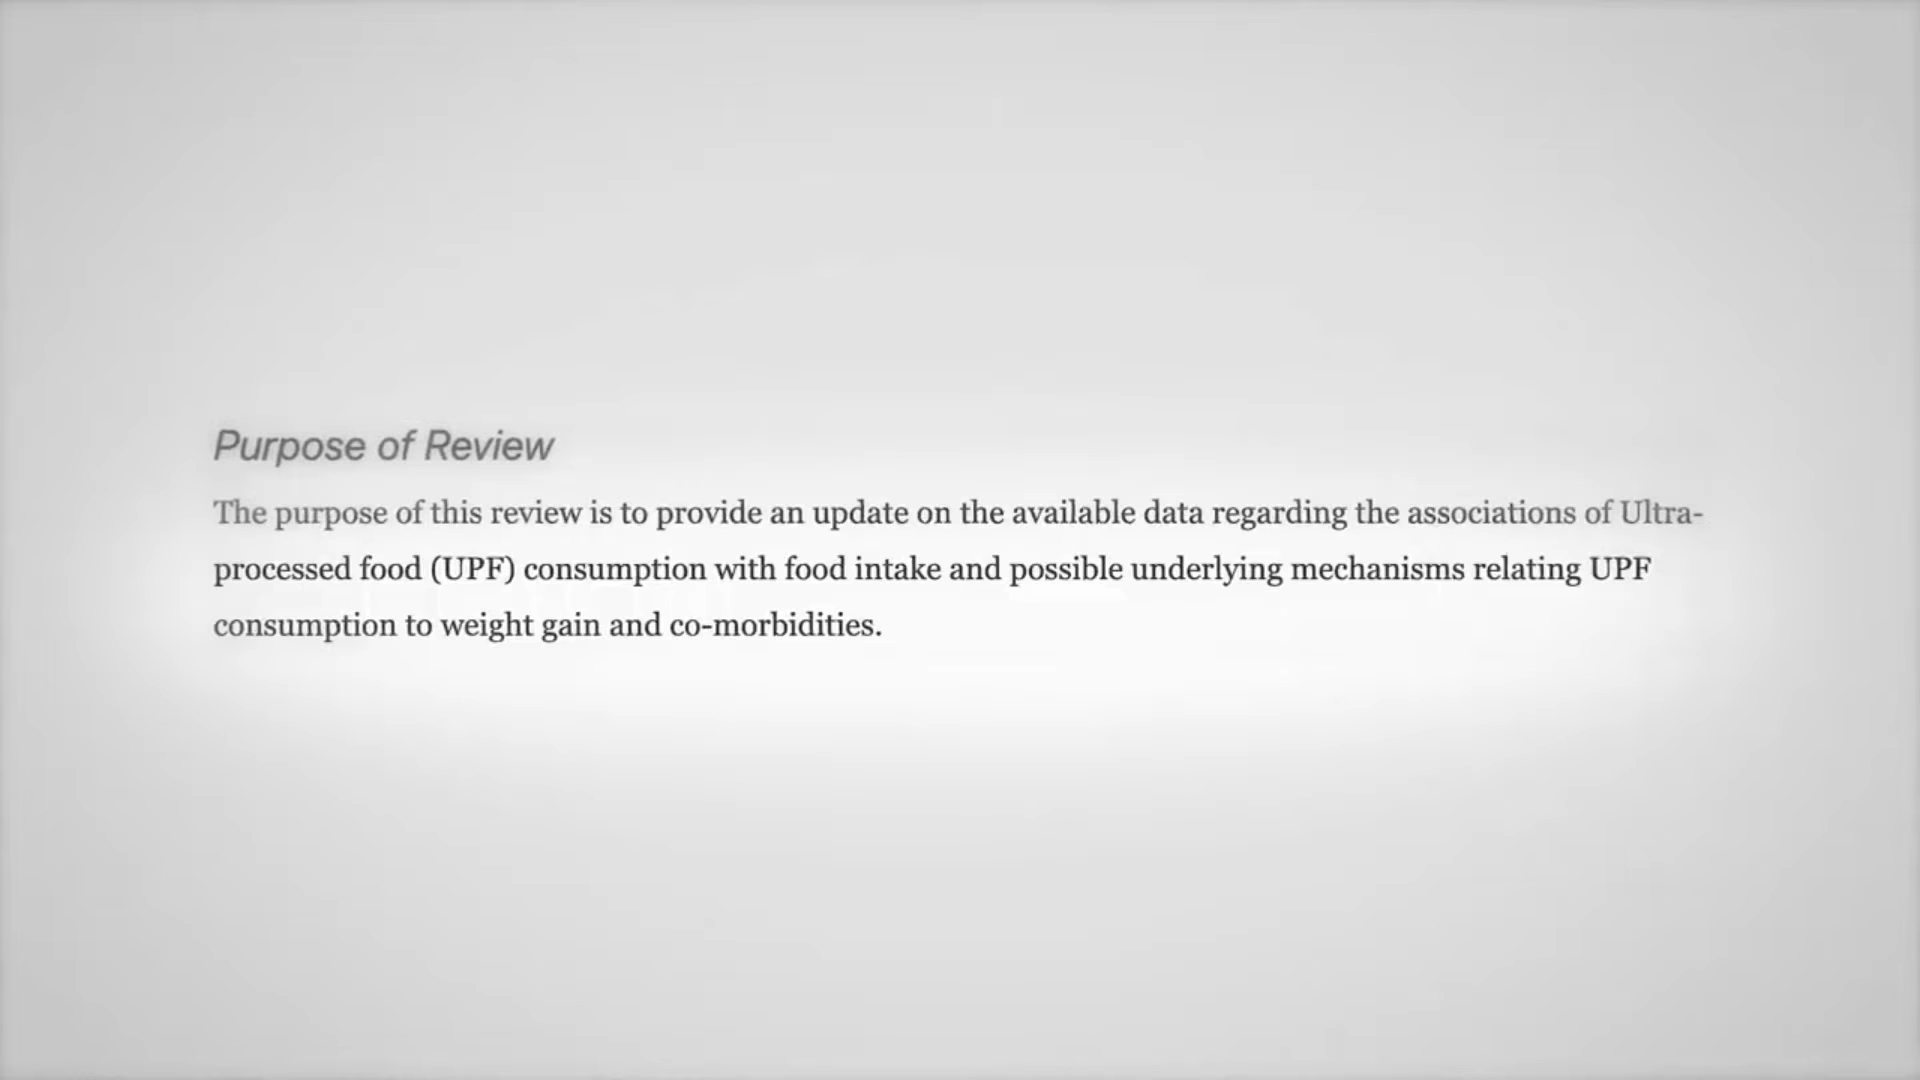 Purpose of Review
The purpose of this review is to provide an update on the available data regarding the associations of Ultra-
processed food (UPF) consumption with food intake and possible underlying mechanisms relating UPF
consumption to weight gain and co-morbidities.